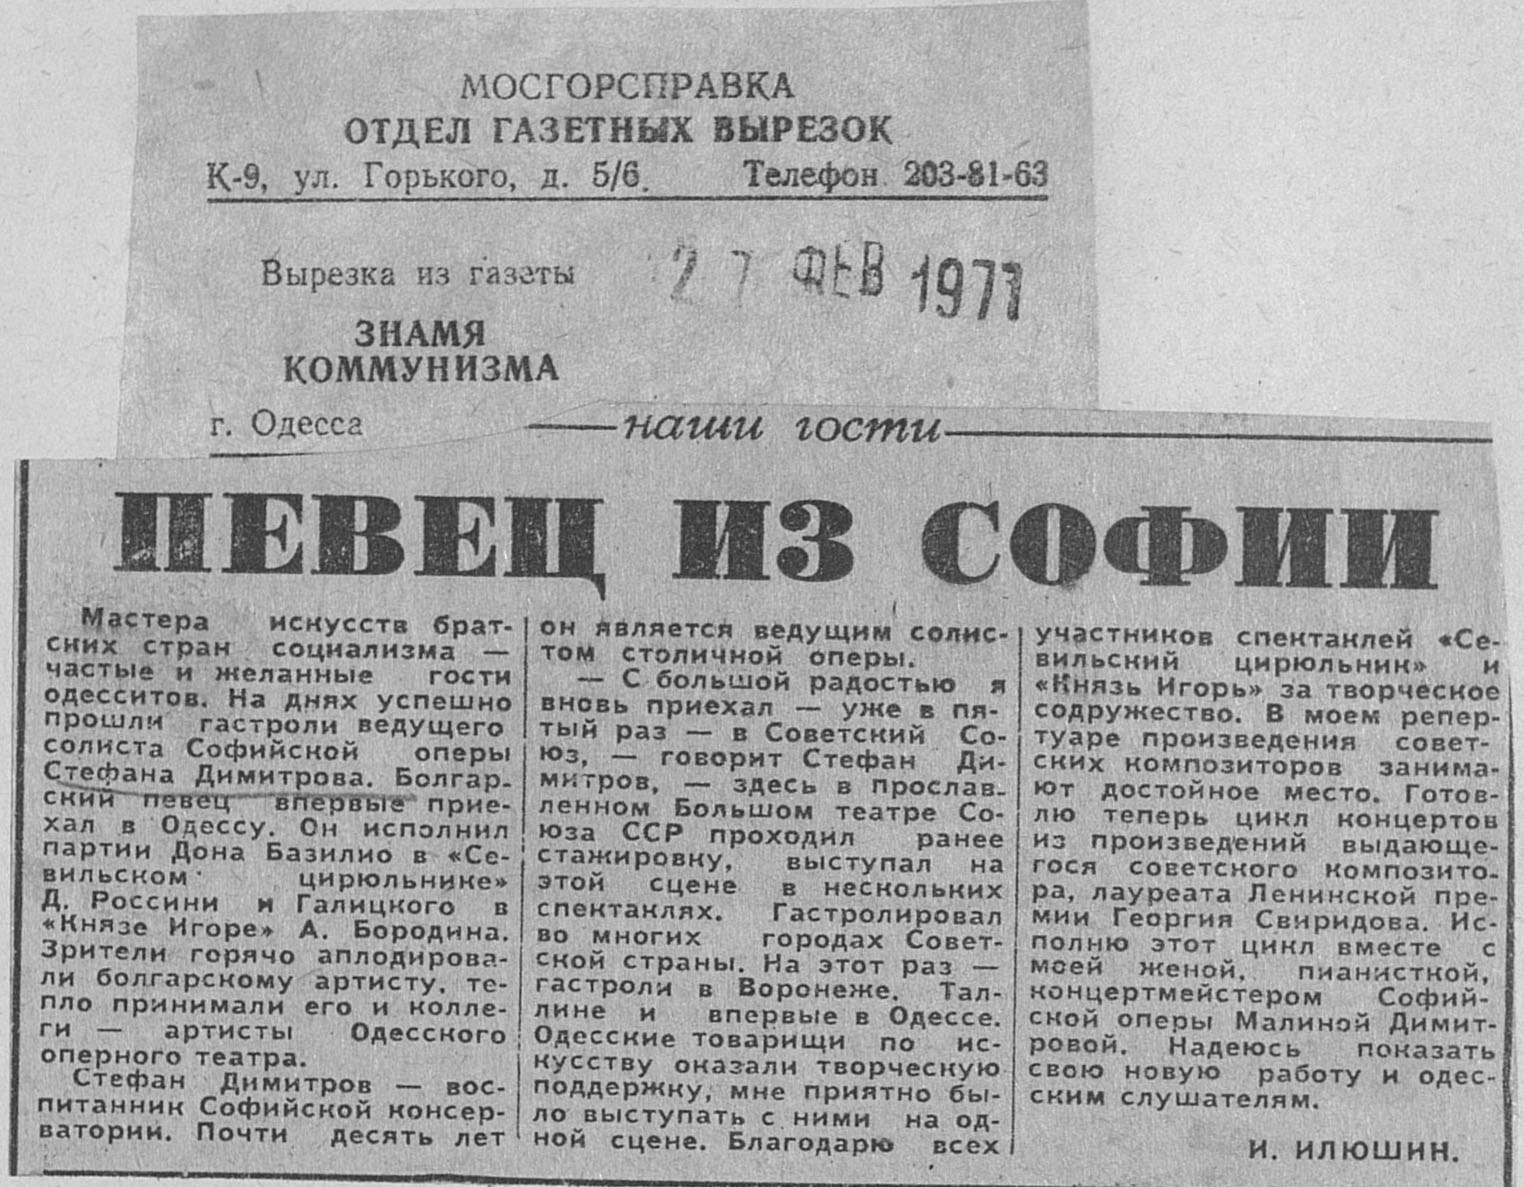 МОСГОРСПРАВКА
ОТДЕЛ ГАЗЕТНЫХ ВЫРЕЗОК
К-9, ул. Горького, д. 5/6. Телефон 203-81-63
Вырезка из газеты
27 ФЕВ 1977
ЗНАМЯ
КОММУНИЗМА
г. Одесса
наши гости
ПЕВЕЦ ИЗ СОФИИ
Мастера искусств брат-
ских стран социализма —
частые и желанные гости
одесситов. На днях успешно
прошли гастроли ведущего
солиста Софийской оперы
Стефана Димитрова. Болгар-
ский певец впервые прие-
хал в Одессу. Он исполнил
партии Дона Базилио в «Се-
вильском цирюльнике»
Д. Россини и Галицкого в
«Князе Игоре» А. Бородина.
Зрители горячо аплодирова-
ли болгарскому артисту, те-
пло принимали его и колле-
ги — артисты Одесского
оперного театра.
Стефан Димитров — вос-
питанник Софийской консер-
ватории. Почти десять лет
он является ведущим солис-
том столичной оперы.
— С большой радостью я
вновь приехал — уже в пя-
тый раз — в Советский Со-
юз, — говорит Стефан Ди-
митров, — здесь в прослав-
ленном Большом театре Со-
юза ССР проходил ранее
стажировку, выступал на
этой сцене в нескольких
спектаклях. Гастролировал
во многих городах Совет-
ской страны. На этот раз —
гастроли в Воронеже, Тал-
лине и впервые в Одессе.
Одесские товарищи по ис-
кусству оказали творческую
поддержку, мне приятно бы-
ло выступать с ними на од-
ной сцене. Благодарю всех
участников спектаклей «Се-
вильский цирюльник» и
«Князь Игорь» за творческое
содружество. В моем репер-
туаре произведения совет-
ских композиторов занима-
ют достойное место. Готов-
лю теперь цикл концертов
из произведений выдающе-
гося советского композито-
ра, лауреата Ленинской пре-
мии Георгия Свиридова. Ис-
полню этот цикл вместе с
моей женой, пианисткой,
концертмейстером Софий-
ской оперы Малиной Димит-
ровой. Надеюсь показать
свою новую работу и одес-
ским слушателям.
И. ИЛЮШИН.